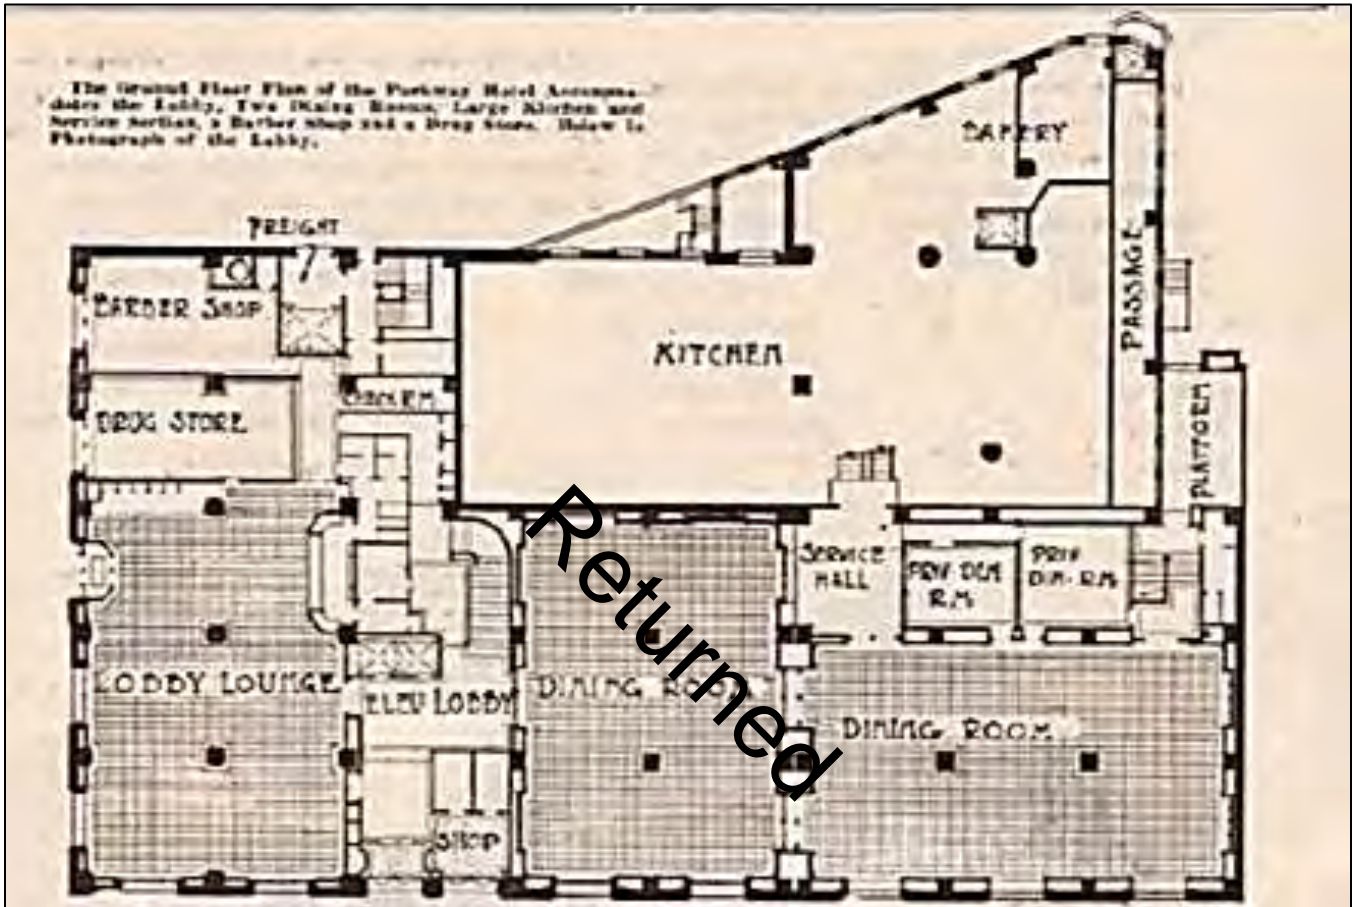 The Ground Floor Plan of the Parkway Hotel Accommo-
dates the Lobby, Two Dining Rooms, Large Kitchen and
Service Section, a Barber Shop and a Drug Store. Below is
Photograph of the Lobby.
BAKERY
FREIGHT
PASSAGE
BARBER SHOP
KITCHEN
DRUG STORE
PLATFORM
Returned
SERVICE
HALL
PRIV DIN
RM
PRIV
DIN-RM
LOBBY LOUNGE
ELEV LOBBY
DINING ROOM
DINING ROOM
SHOP